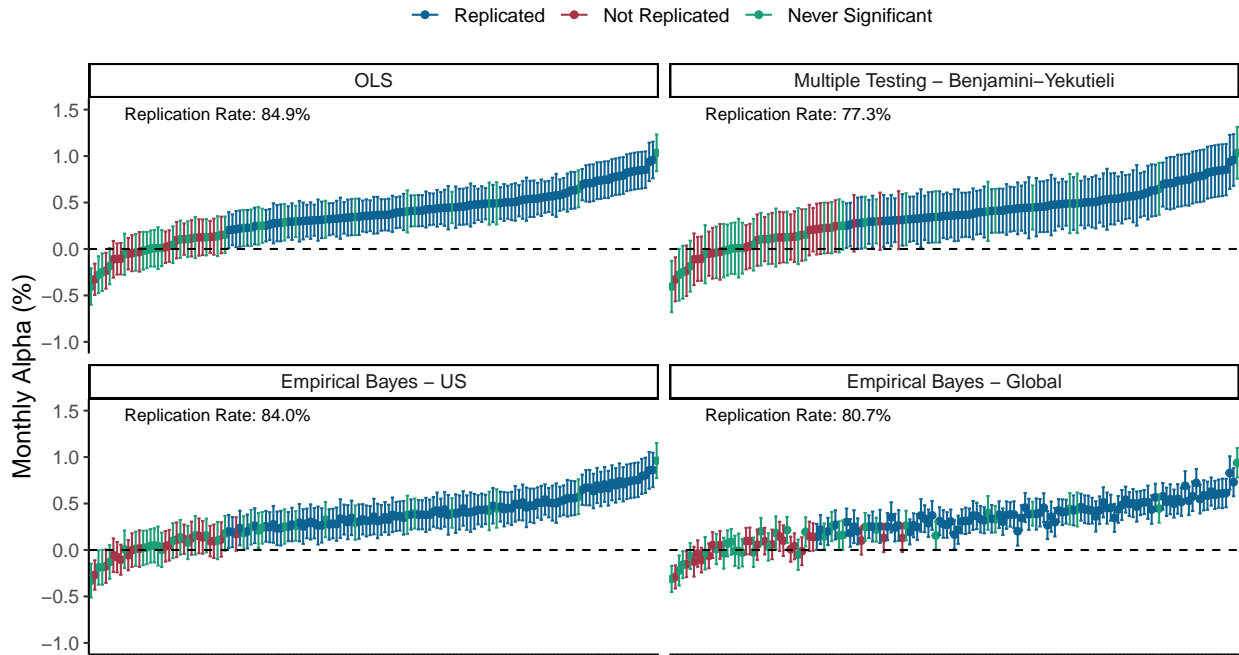 Replicated Not Replicated Never Significant
OLS
Multiple Testing − Benjamini−Yekutieli
Replication Rate: 84.9%
Replication Rate: 77.3%
1.5
1.0
0.5
0.0
−0.5
−1.0
Empirical Bayes − US
Empirical Bayes − Global
Replication Rate: 84.0%
Replication Rate: 80.7%
1.5
1.0
0.5
0.0
−0.5
−1.0
Monthly Alpha (%)